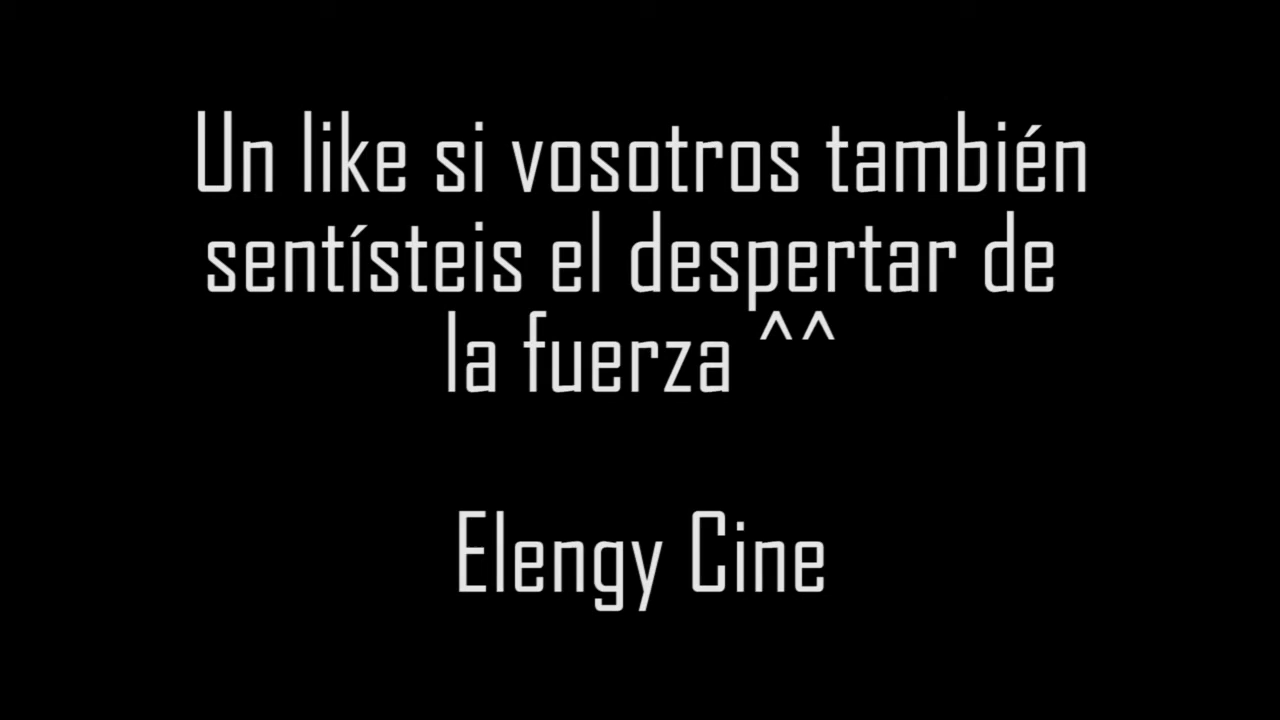 Un like si vosotros también
sentísteis el despertar de
la fuerza ^^
Elengy Cine